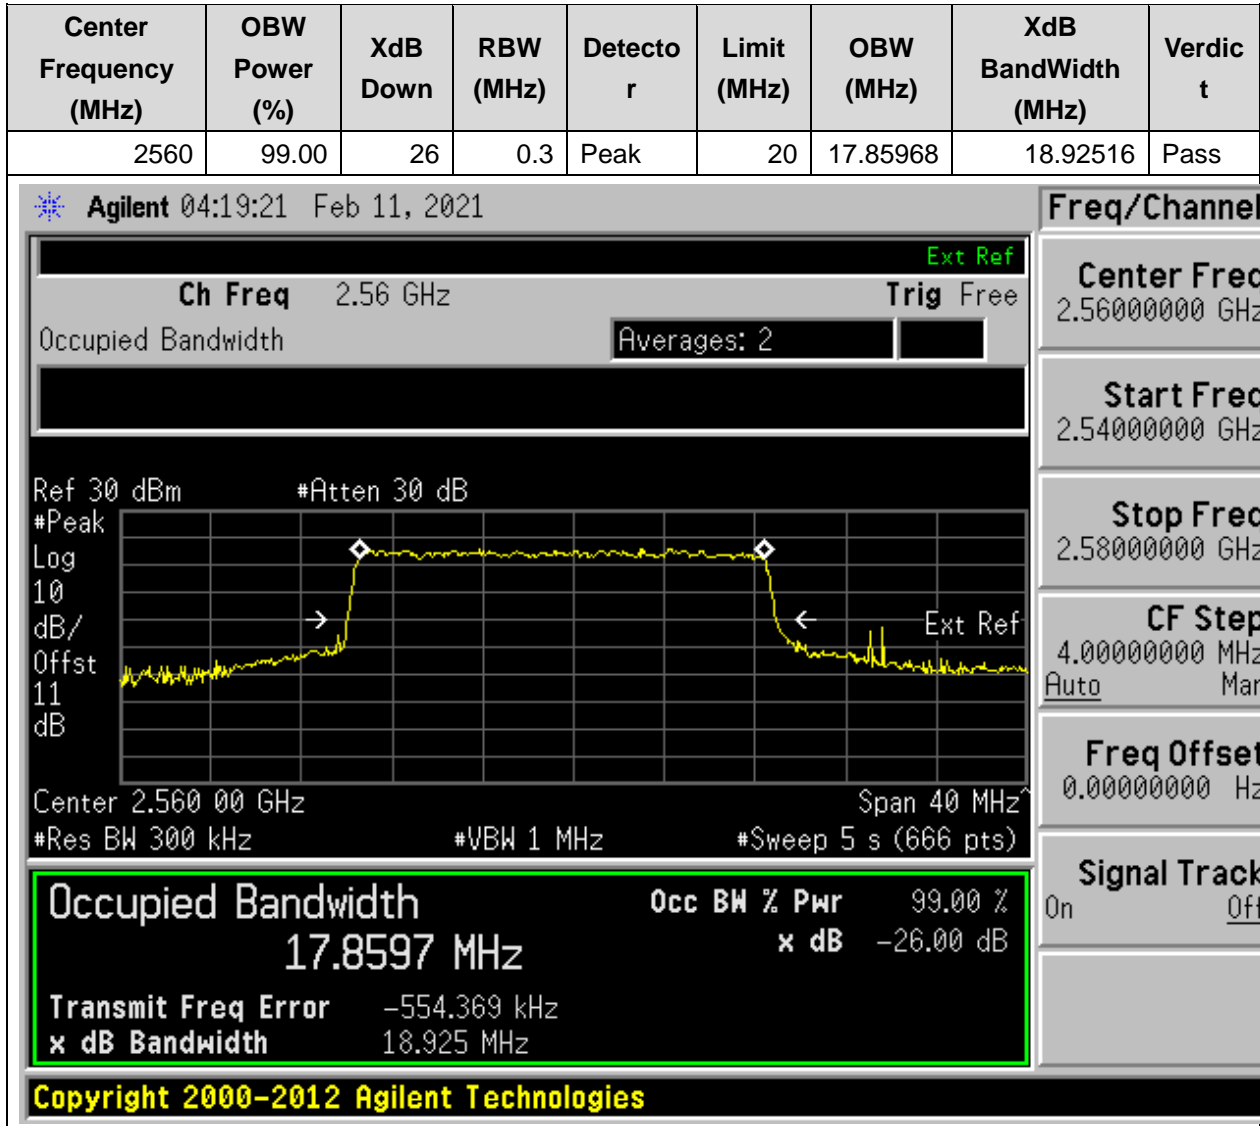 Center Frequency (MHz) OBW Power (%) XdB Down RBW (MHz) Detecto r Limit (MHz) OBW (MHz) XdB BandWidth (MHz) Verdic t
2560 99.00 26 0.3 Peak 20 17.85968 18.92516 Pass
Agilent 04:19:21 Feb 11, 2021
Freq/Channel
Ext Ref
Ch Freq 2.56 GHz Trig Free
Occupied Bandwidth Averages: 2
Center Freq
2.56000000 GHz
Start Freq
2.54000000 GHz
Stop Freq
2.58000000 GHz
CF Step
4.00000000 MHz
Auto Man
Freq Offset
0.00000000 Hz
Signal Track
On Off
Ref 30 dBm #Atten 30 dB
#Peak
Log
10
dB/
Offst
11
dB
Ext Ref
Center 2.560 00 GHz Span 40 MHz^
#Res BW 300 kHz #VBW 1 MHz #Sweep 5 s (666 pts)
Occupied Bandwidth Occ BW % Pwr 99.00 %
17.8597 MHz x dB -26.00 dB
Transmit Freq Error -554.369 kHz
x dB Bandwidth 18.925 MHz
Copyright 2000-2012 Agilent Technologies